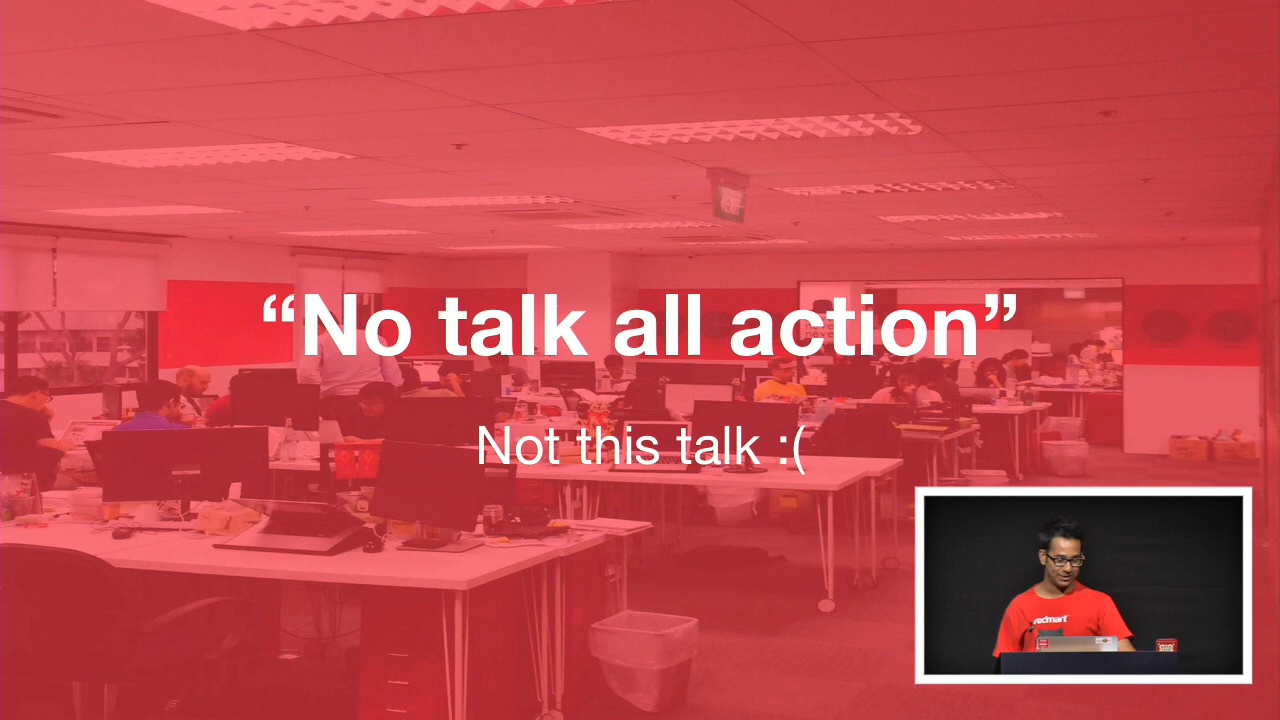 “No talk all action”
Not this talk :(
redmart